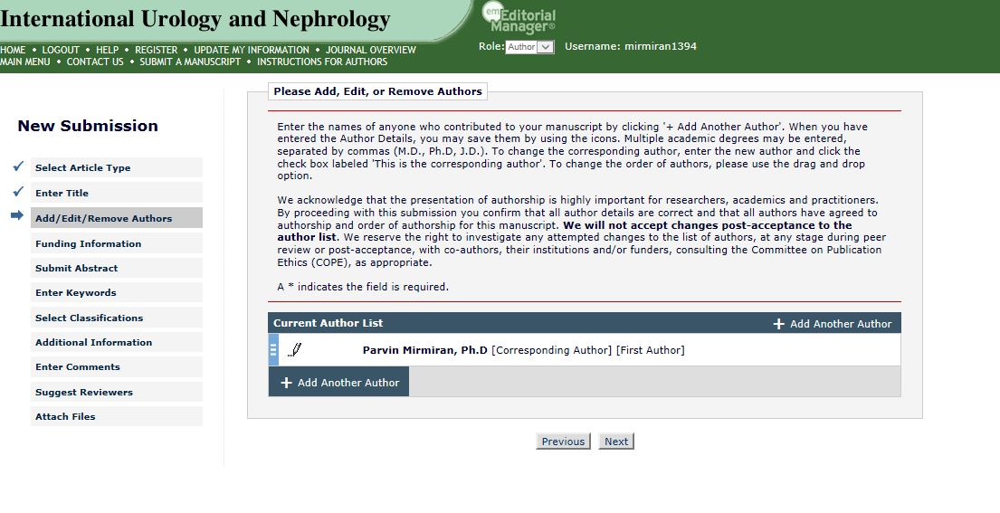 International Urology and Nephrology
em Editorial
Manager®
HOME • LOGOUT • HELP • REGISTER • UPDATE MY INFORMATION • JOURNAL OVERVIEW
MAIN MENU • CONTACT US • SUBMIT A MANUSCRIPT • INSTRUCTIONS FOR AUTHORS
Role: Author Username: mirmiran1394
New Submission
Select Article Type
Enter Title
Add/Edit/Remove Authors
Funding Information
Submit Abstract
Enter Keywords
Select Classifications
Additional Information
Enter Comments
Suggest Reviewers
Attach Files
Please Add, Edit, or Remove Authors
Enter the names of anyone who contributed to your manuscript by clicking '+ Add Another Author'. When you have
entered the Author Details, you may save them by using the icons. Multiple academic degrees may be entered,
separated by commas (M.D., Ph.D, J.D.). To change the corresponding author, enter the new author and click the
check box labeled 'This is the corresponding author'. To change the order of authors, please use the drag and drop
option.
We acknowledge that the presentation of authorship is highly important for researchers, academics and practitioners.
By proceeding with this submission you confirm that all author details are correct and that all authors have agreed to
authorship and order of authorship for this manuscript. We will not accept changes post-acceptance to the
author list. We reserve the right to investigate any attempted changes to the list of authors, at any stage during peer
review or post-acceptance, with co-authors, their institutions and/or funders, consulting the Committee on Publication
Ethics (COPE), as appropriate.
A * indicates the field is required.
Current Author List + Add Another Author
Parvin Mirmiran, Ph.D [Corresponding Author] [First Author]
+ Add Another Author
Previous Next